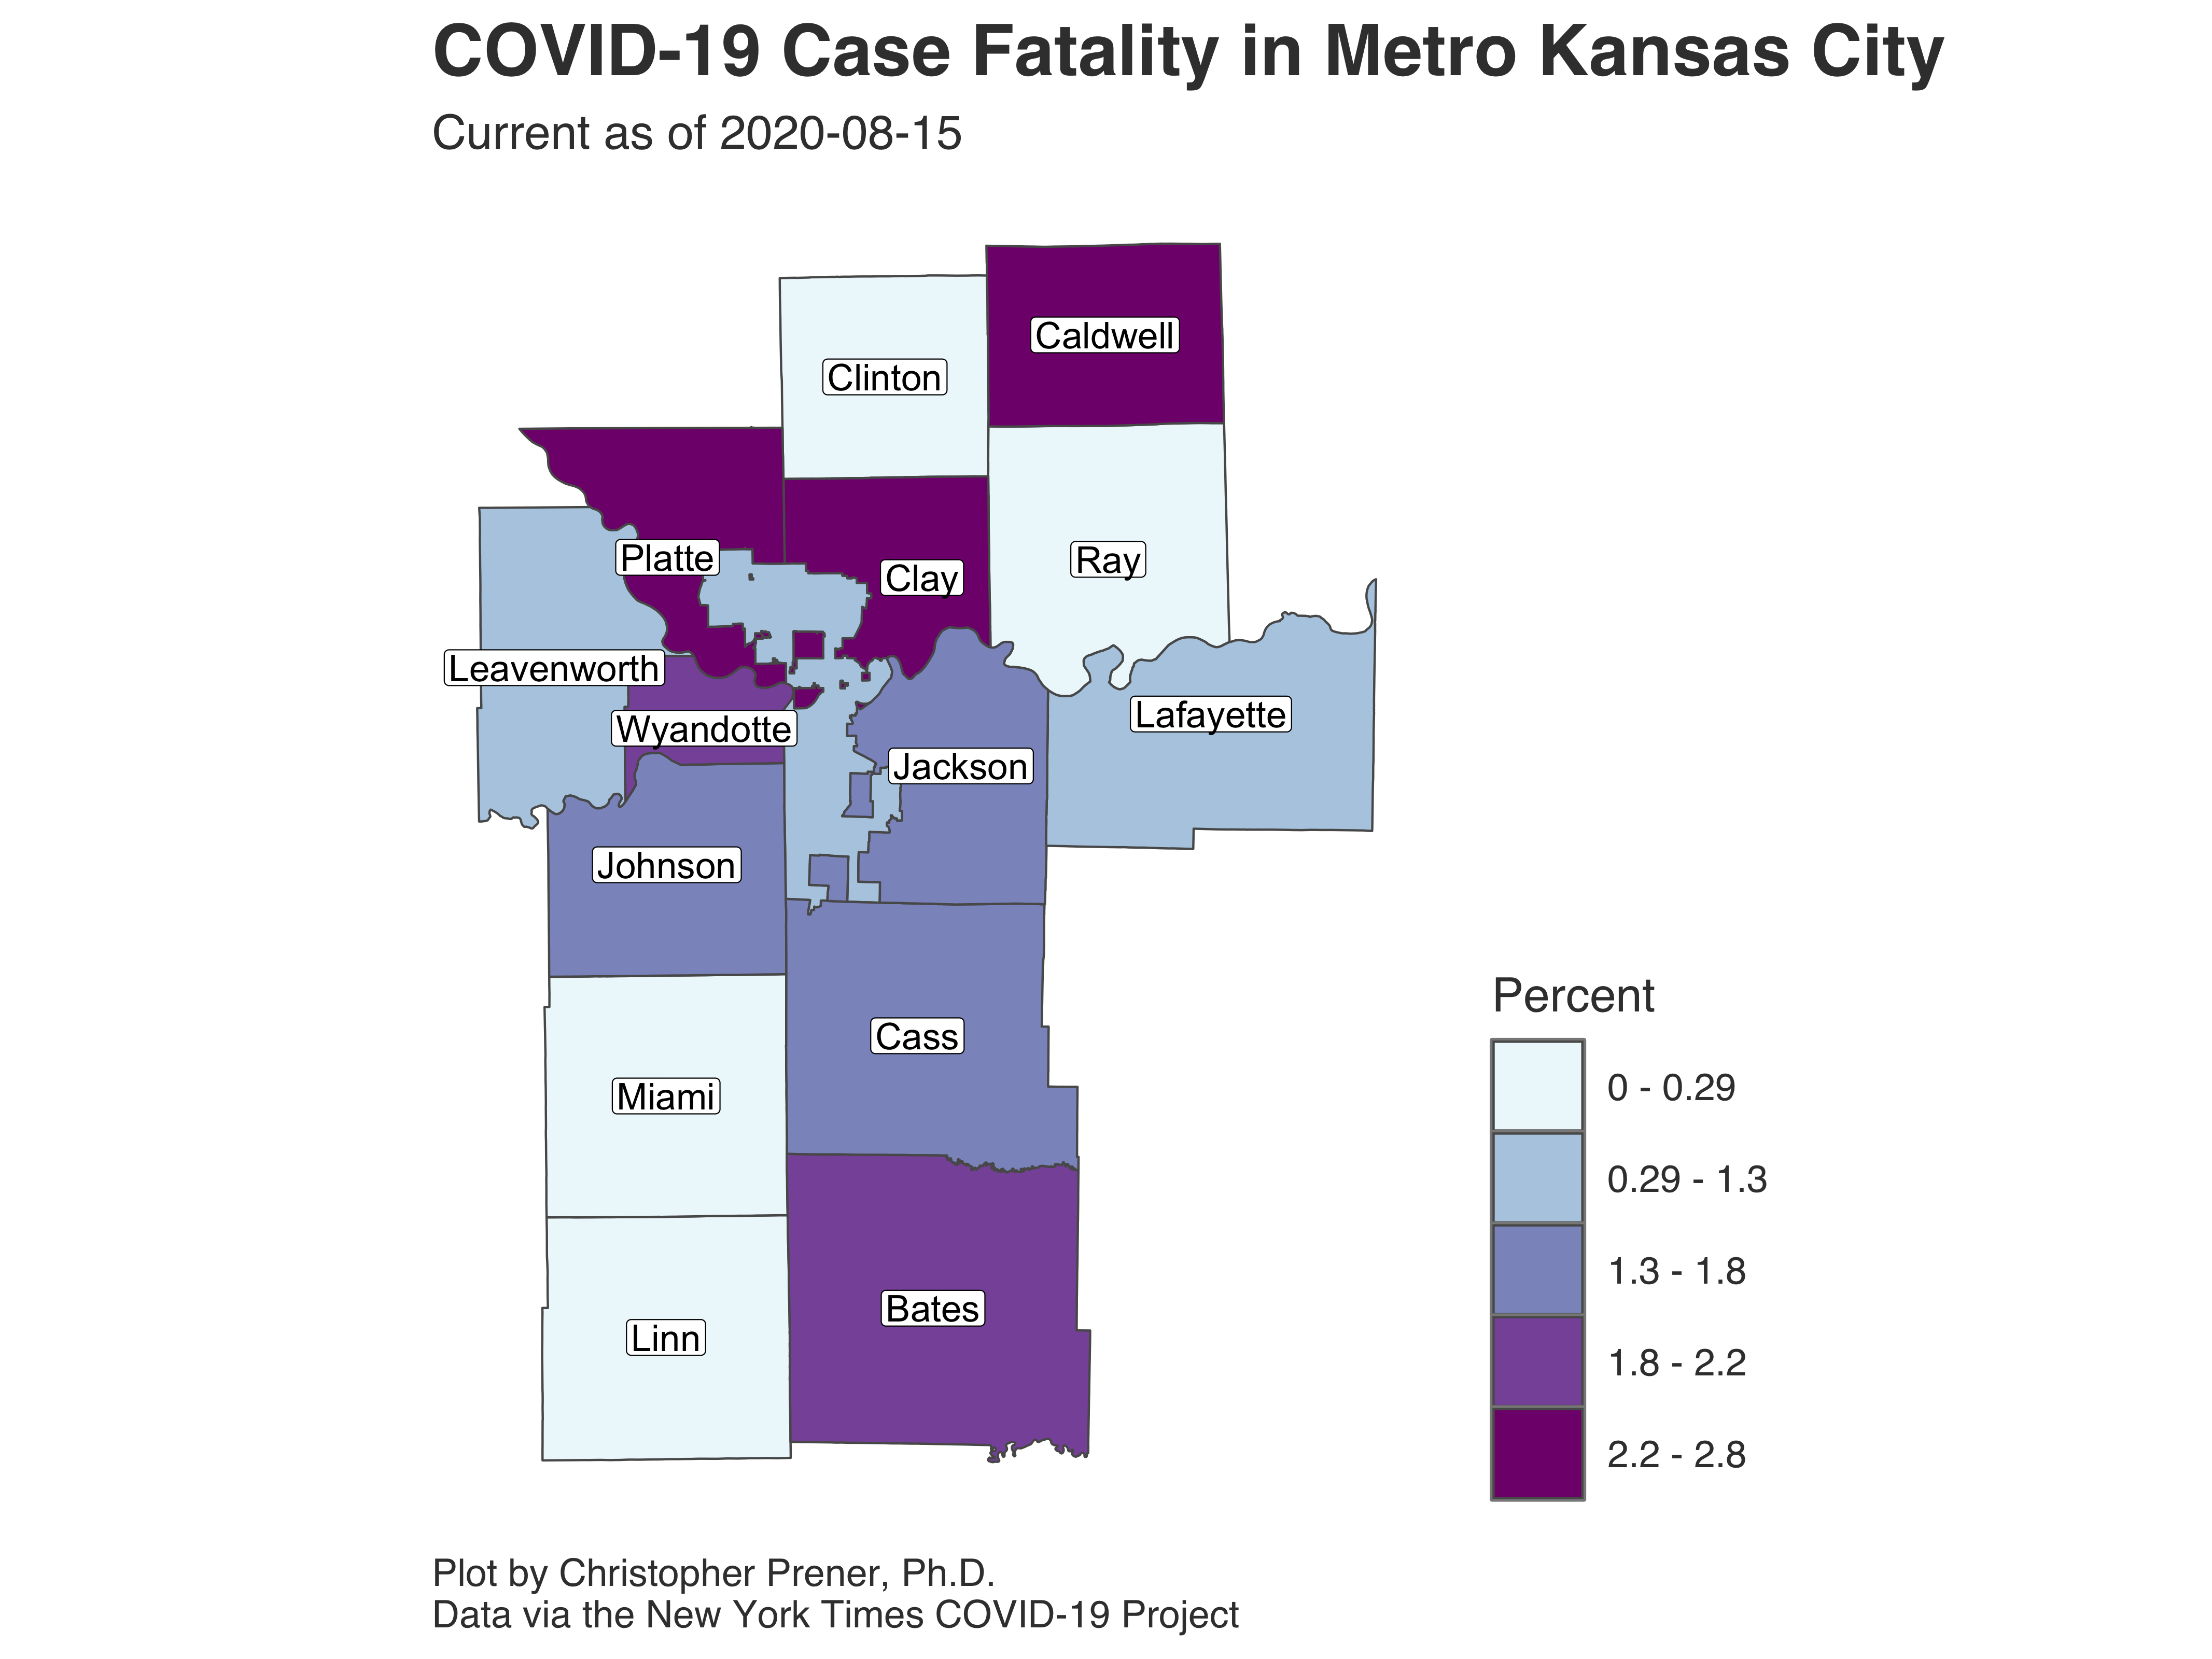 COVID-19 Case Fatality in Metro Kansas City
Current as of 2020-08-15
Caldwell
Clinton
Platte
Clay
Ray
Leavenworth
Wyandotte
Lafayette
Jackson
Johnson
Cass
Miami
Bates
Linn
Percent
0 - 0.29
0.29 - 1.3
1.3 - 1.8
1.8 - 2.2
2.2 - 2.8
Plot by Christopher Prener, Ph.D.
Data via the New York Times COVID-19 Project